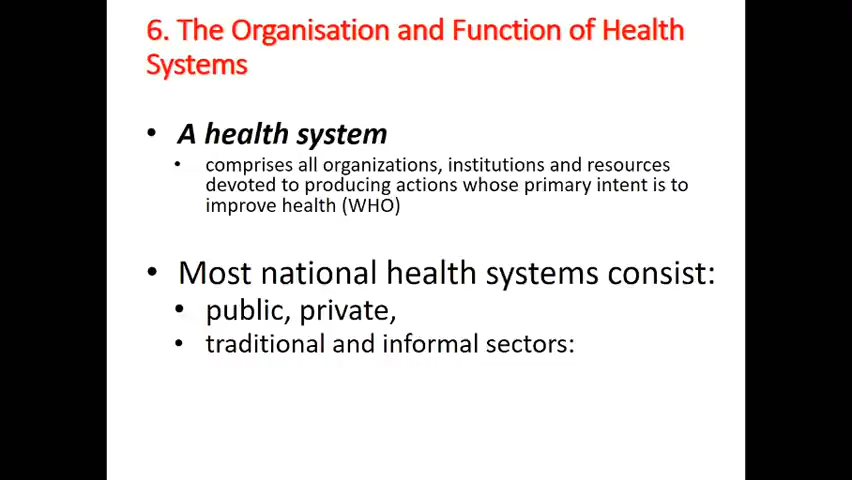 6. The Organisation and Function of Health
Systems
• A health system
• comprises all organizations, institutions and resources
devoted to producing actions whose primary intent is to
improve health (WHO)
• Most national health systems consist:
• public, private,
• traditional and informal sectors: